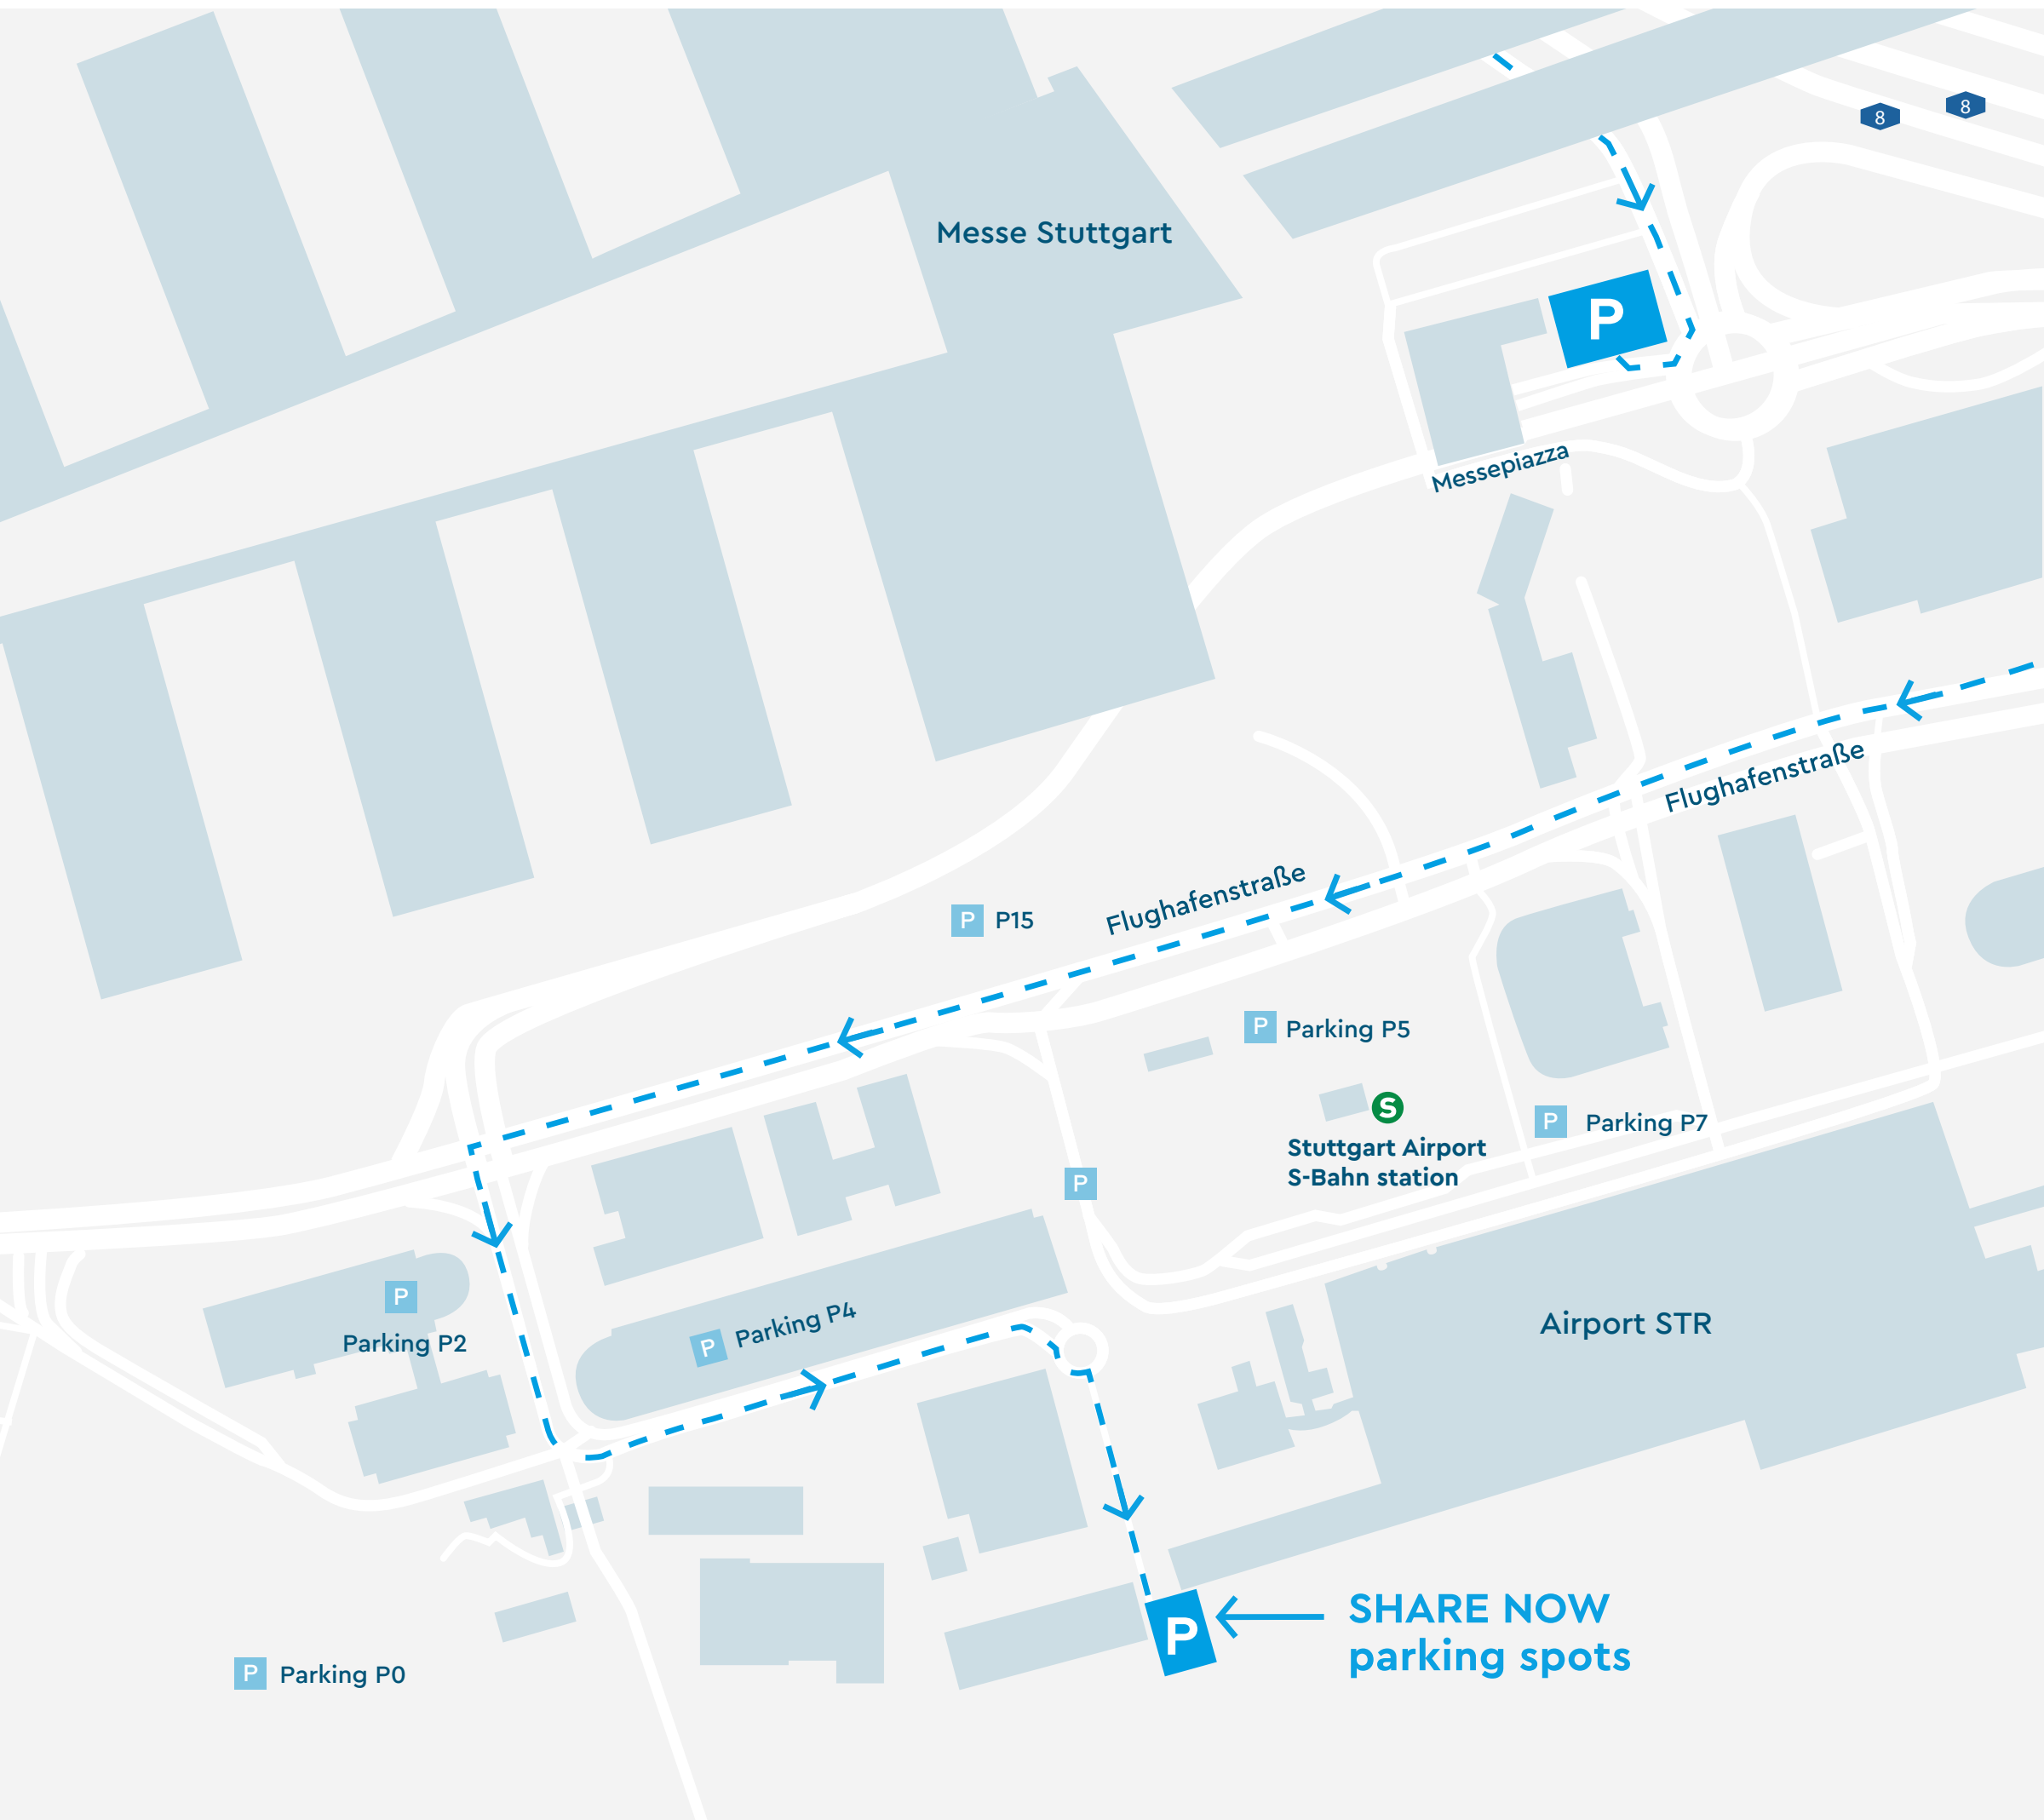 8
8
Messe Stuttgart
P
Messepiazza
Flughafenstraße
Flughafenstraße
P P15
P Parking P5
S
P Parking P7
Stuttgart Airport
S-Bahn station
P
P
Parking P2
P Parking P4
Airport STR
SHARE NOW
parking spots
P
P Parking P0